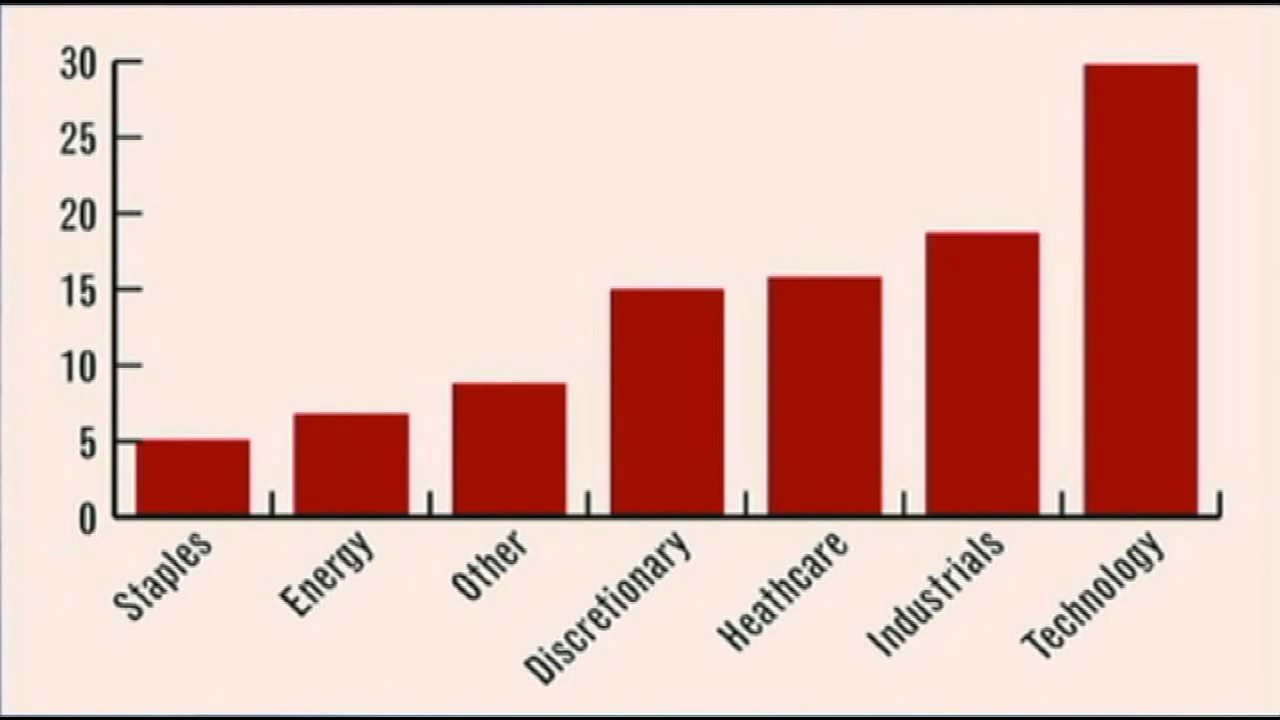 30
25
20
15
10
5
0
Staples
Energy
Other
Discretionary
Heathcare
Industrials
Technology